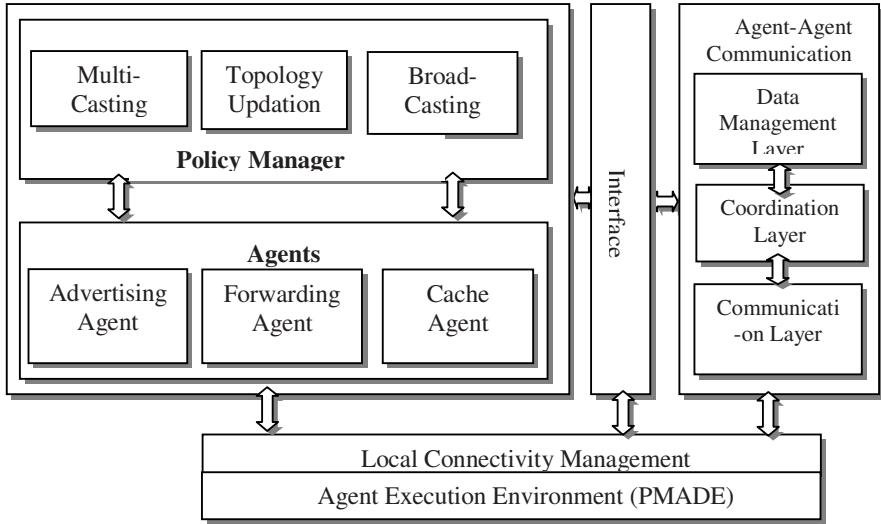 Multi-
Casting
Topology
Updation
Broad-
Casting
Policy Manager
Agents
Advertising
Agent
Forwarding
Agent
Cache
Agent
Interface
Agent-Agent
Communication
Data
Management
Layer
Coordination
Layer
Communicati
-on Layer
Local Connectivity Management
Agent Execution Environment (PMADE)